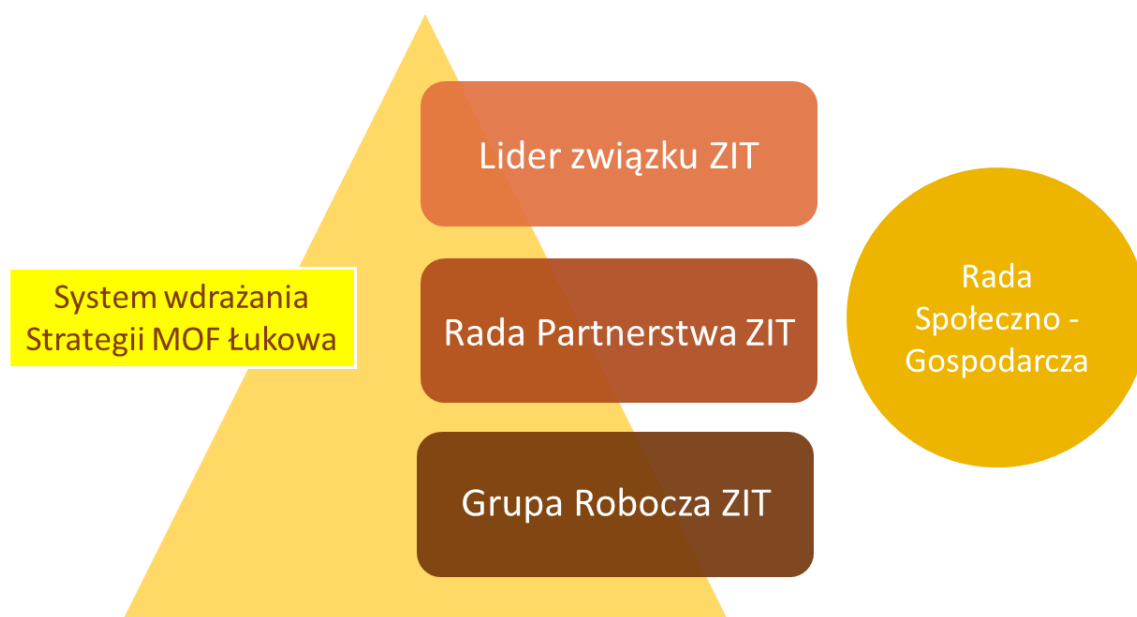 Lider związku ZIT
System wdrażania
Strategii MOF Łukowa
Rada Partnerstwa ZIT
Rada
Społeczno -
Gospodarcza
Grupa Robocza ZIT